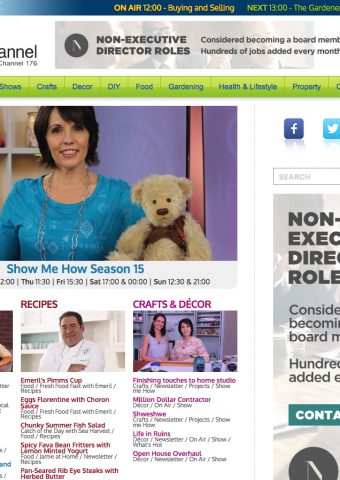 ON AIR 12:00 - Buying and Selling NEXT 13:00 - The Gardene
annel
Channel 176
N
NON-EXECUTIVE
DIRECTOR ROLES
Considered becoming a board mem
Hundreds of jobs added every month
Shows Crafts Decor DIY Food Gardening Health & Lifestyle Property
f
SEARCH
NON-
EXEC
DIREC
ROLE
Conside
becomin
board m
Hundred
added e
CONTA
N
Show Me How Season 15
2:00 | Thu 11:30 | Fri 15:30 | Sat 17:00 & 00:00 | Sun 12:30 & 21:00
RECIPES
Emeril's Pimms Cup
Food / Fresh Food Fast with Emeril /
Recipes
Eggs Florentine with Choron
Sauce
Food / Fresh Food Fast with Emeril /
Recipes
Chunky Summer Fish Salad
Catch of the Day / Sea Harvest /
Food / Recipes
Spicy Fava Bean Fritters with
Lemon Minted Yogurt
Food / Jamie at Home / Newsletter /
Recipes
Pan-Seared Rib Eye Steaks with
Herbed Butter
CRAFTS & DÉCOR
Finishing touches to home studio
Crafts / Newsletter / Projects / Show
me How
Million Dollar Contractor
Décor / On Air / Show
Shweshwe
Crafts / Newsletter / Projects / Show
me How
Life in Ruins
Décor / Newsletter / On Air / Show /
What's Hot
Open House Overhaul
Décor / Newsletter / On Air / Show